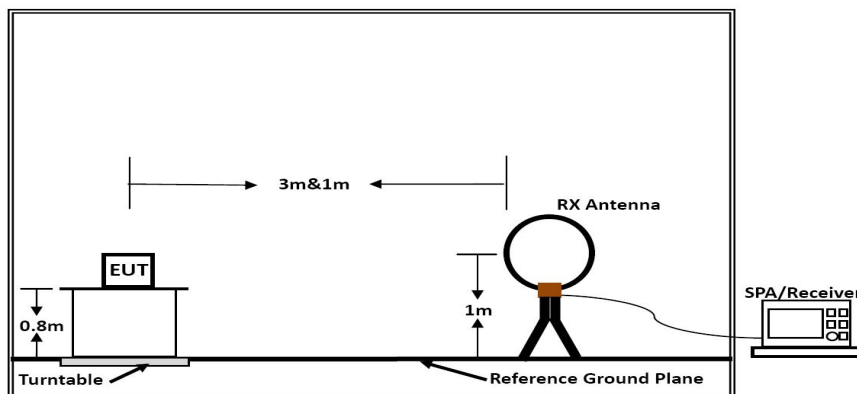 3m&1m
RX Antenna
EUT
SPA/Receiver
0.8m
1m
Turntable
Reference Ground Plane